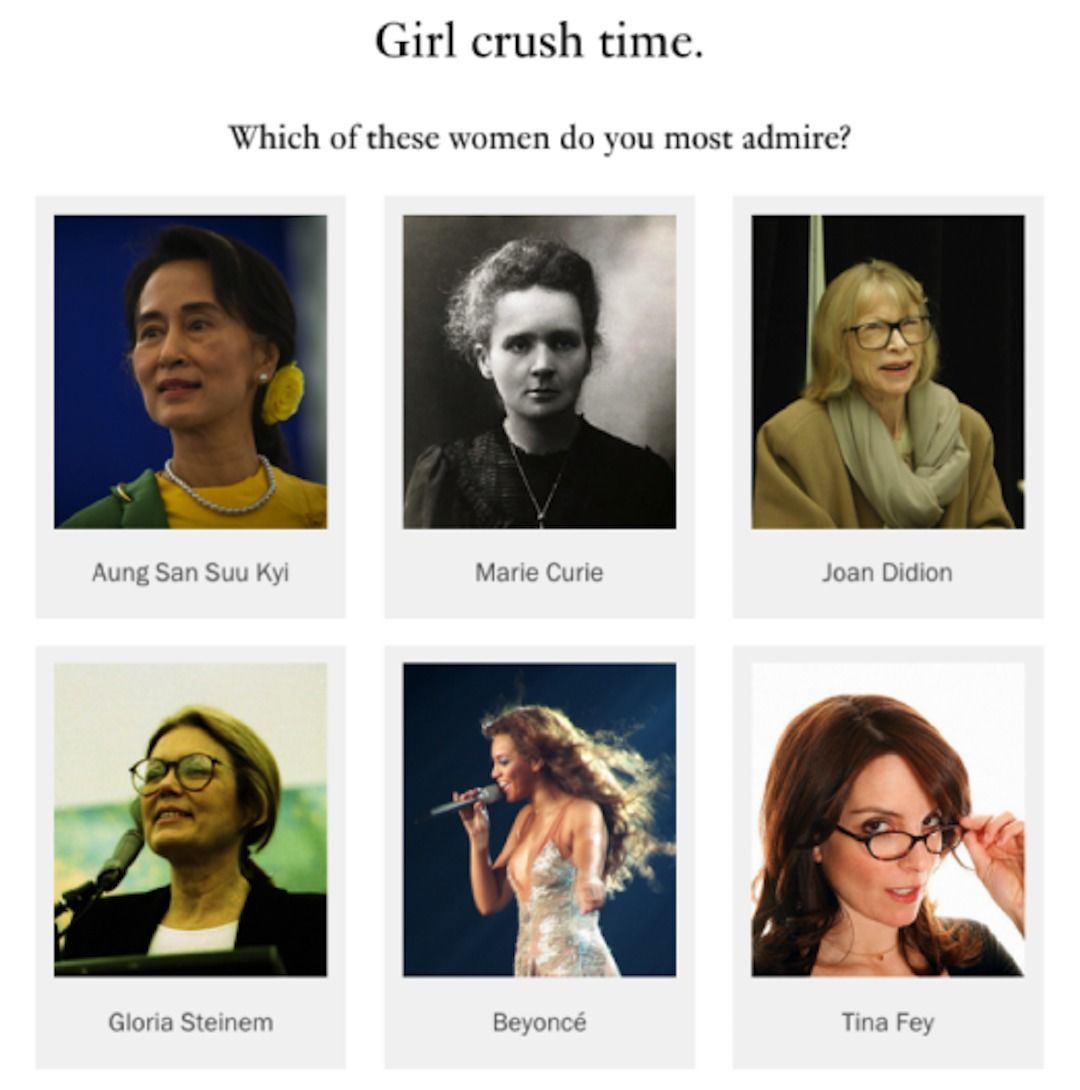 Girl crush time.
Which of these women do you most admire?
Aung San Suu Kyi
Marie Curie
Joan Didion
Gloria Steinem
Beyoncé
Tina Fey